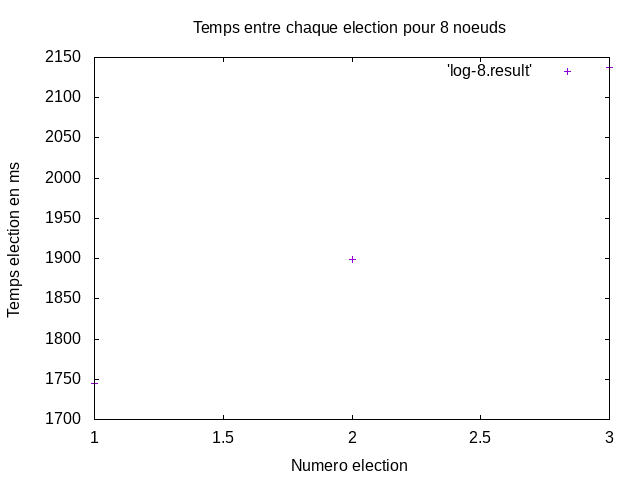 Temps entre chaque election pour 8 noeuds
2150
'log-8.result'
2100
2050
2000
1950
1900
1850
1800
1750
1700
Temps election en ms
1 1.5 2 2.5 3
Numero election